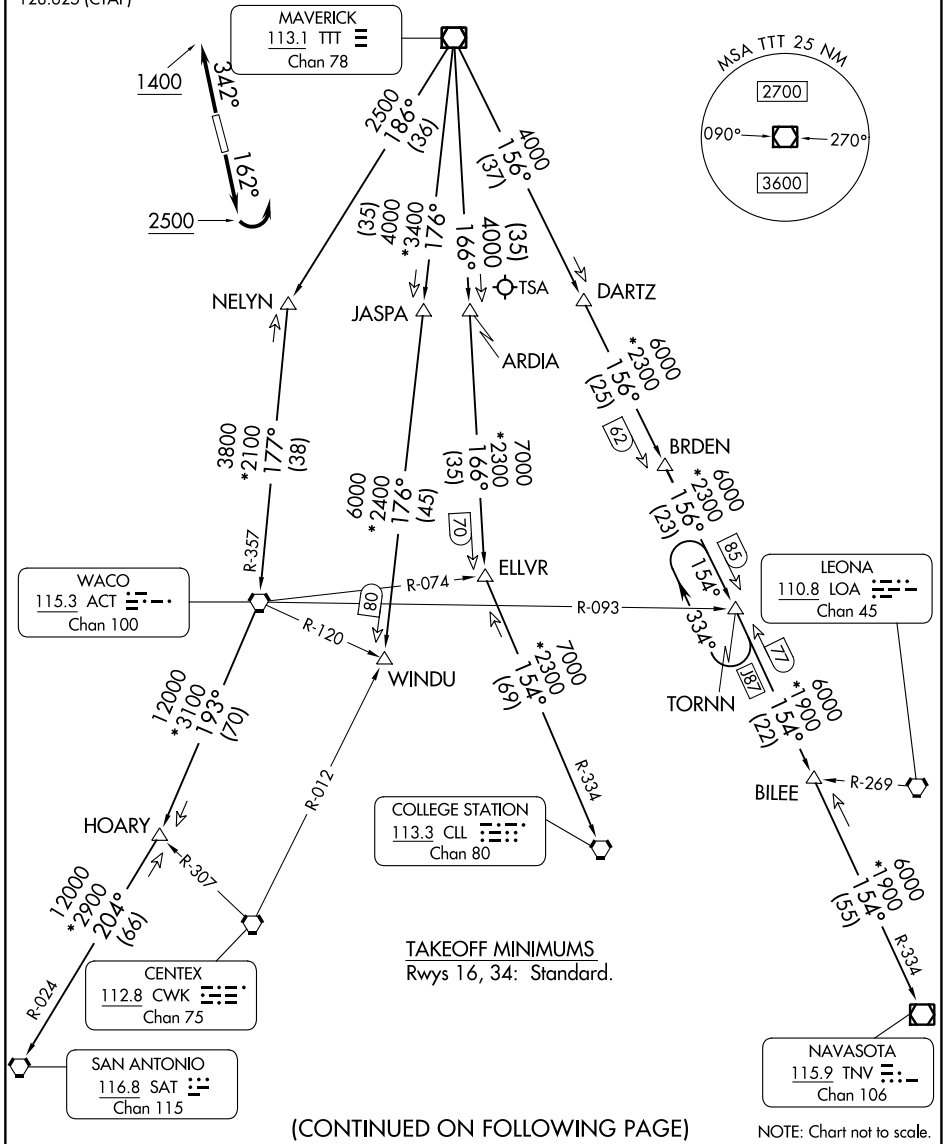 MAVERICK
113.1 TTT
Chan 78
1400
342°
162°
2500
MSA TTT 25 NM
2700
090°
270°
3600
2500
186°
(36)
(35)
4000
*3400
176°
(35)
4000
166°
4000
156°
(37)
TSA
NELYN
JASPA
ARDIA
DARTZ
6000
*2300
156°
(25)
62
BRDEN
3800
*2100
177°
(38)
6000
*2400
176°
(45)
7000
*2300
166°
(35)
6000
*2300
156°
(23)
85
R-357
70
ELLVR
154°
334°
WACO
115.3 ACT
Chan 100
R-074
80
R-093
R-120
WINDU
LEONA
110.8 LOA
Chan 45
TORNN
J87
77
6000
*1900
154°
(22)
12000
*3100
193°
(70)
7000
*2300
154°
(69)
R-012
R-334
BILEE
R-269
HOARY
R-307
COLLEGE STATION
113.3 CLL
Chan 80
12000
*2900
204°
(66)
R-024
6000
*1900
154°
(55)
R-334
CENTEX
112.8 CWK
Chan 75
TAKEOFF MINIMUMS
Rwys 16, 34: Standard.
SAN ANTONIO
116.8 SAT
Chan 115
NAVASOTA
115.9 TNV
Chan 106
(CONTINUED ON FOLLOWING PAGE)
NOTE: Chart not to scale.